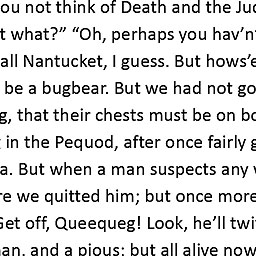 ou not think of Death and the Ju
t what?” “Oh, perhaps you hav’n
all Nantucket, I guess. But hows’e
be a bugbear. But we had not go
g, that their chests must be on bo
in the Pequod, after once fairly g
a. But when a man suspects any
re we quitted him; but once more
Get off, Queequeg! Look, he’ll twi
an, and a pious; but all alive now